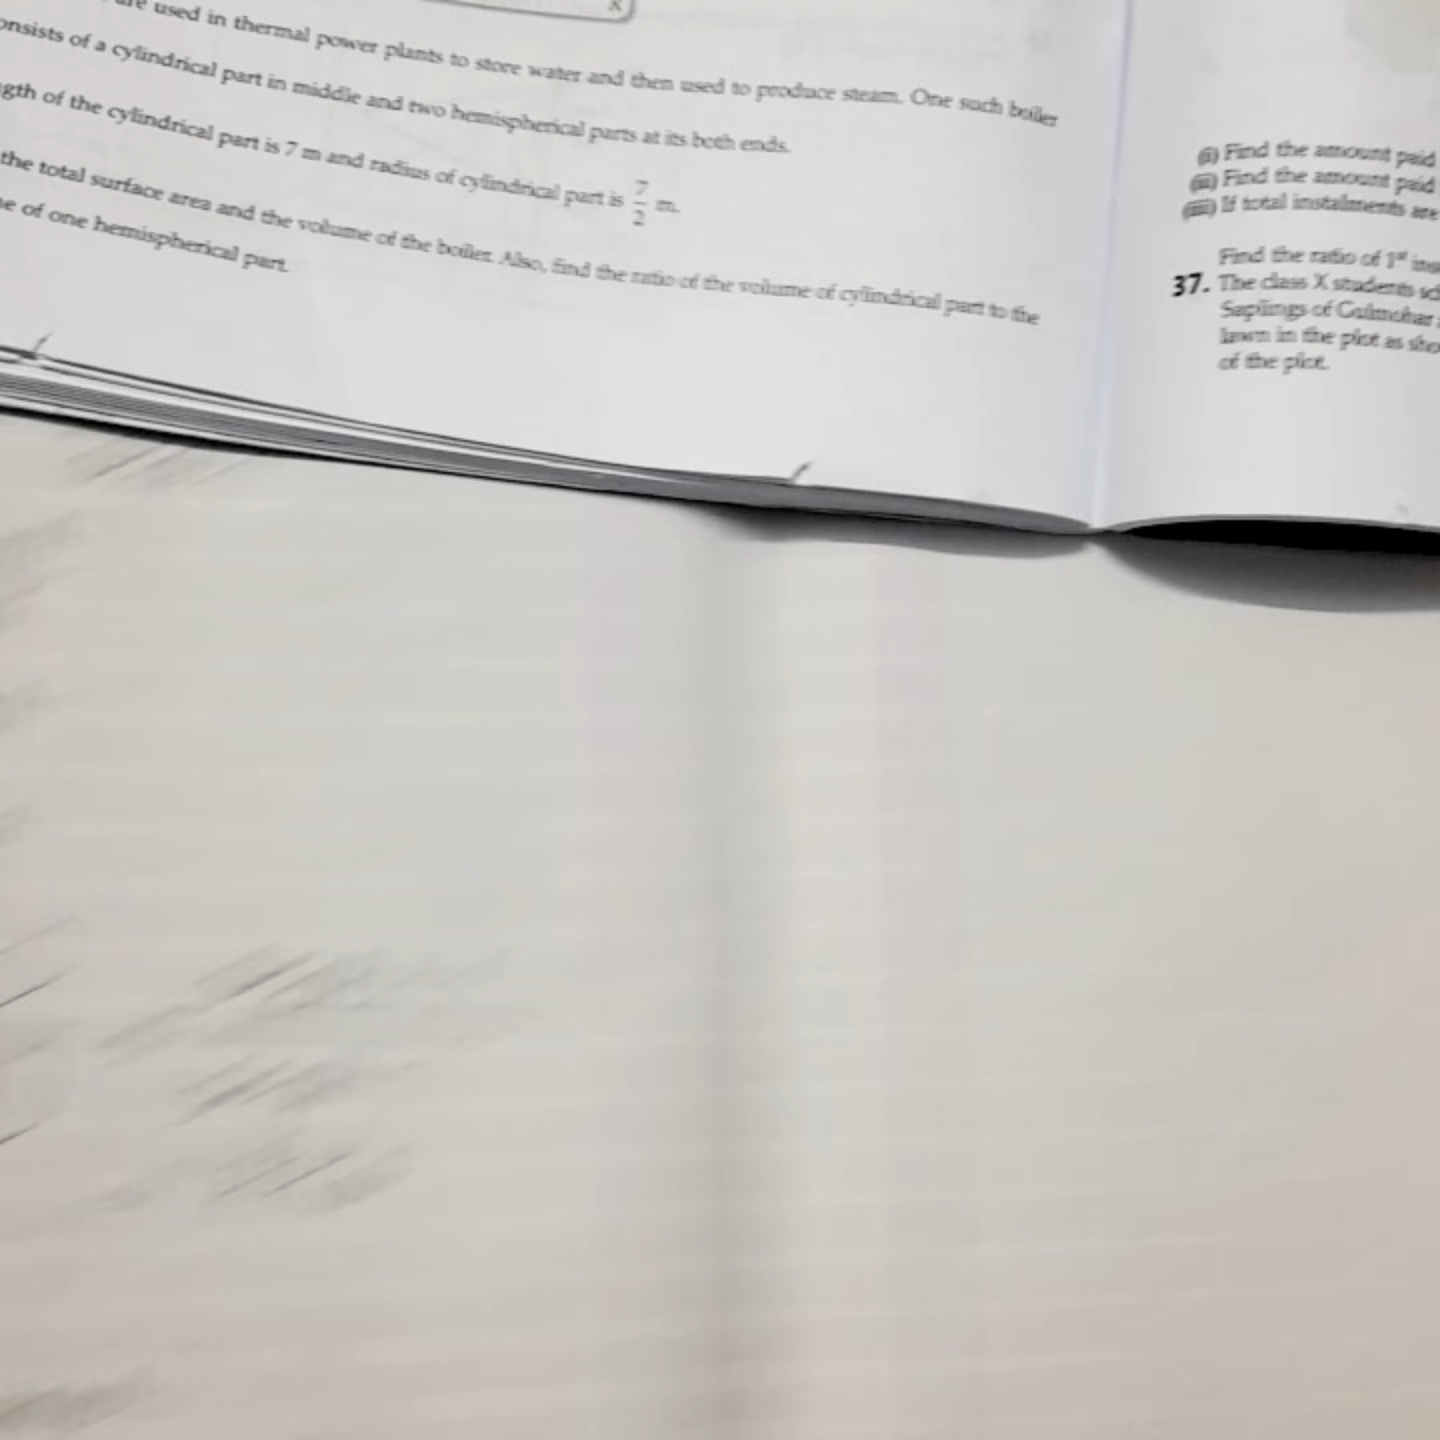 used in thermal power plants to store water and then used to produce steam. One such boiler
onsists of a cylindrical part in middle and two hemispherical parts at its both ends.
gth of the cylindrical part is 7 m and radius of cylindrical part is 7/2 m.
the total surface area and the volume of the boiler. Also, find the ratio of the volume of cylindrical part to the
e of one hemispherical part.
Find the amount paid
Find the amount paid
(iii) If total instalments are
Find the ratio of 1st ins
37. The class X students sc
Saplings of Gulmohar
lawn in the plot as sho
of the plot.